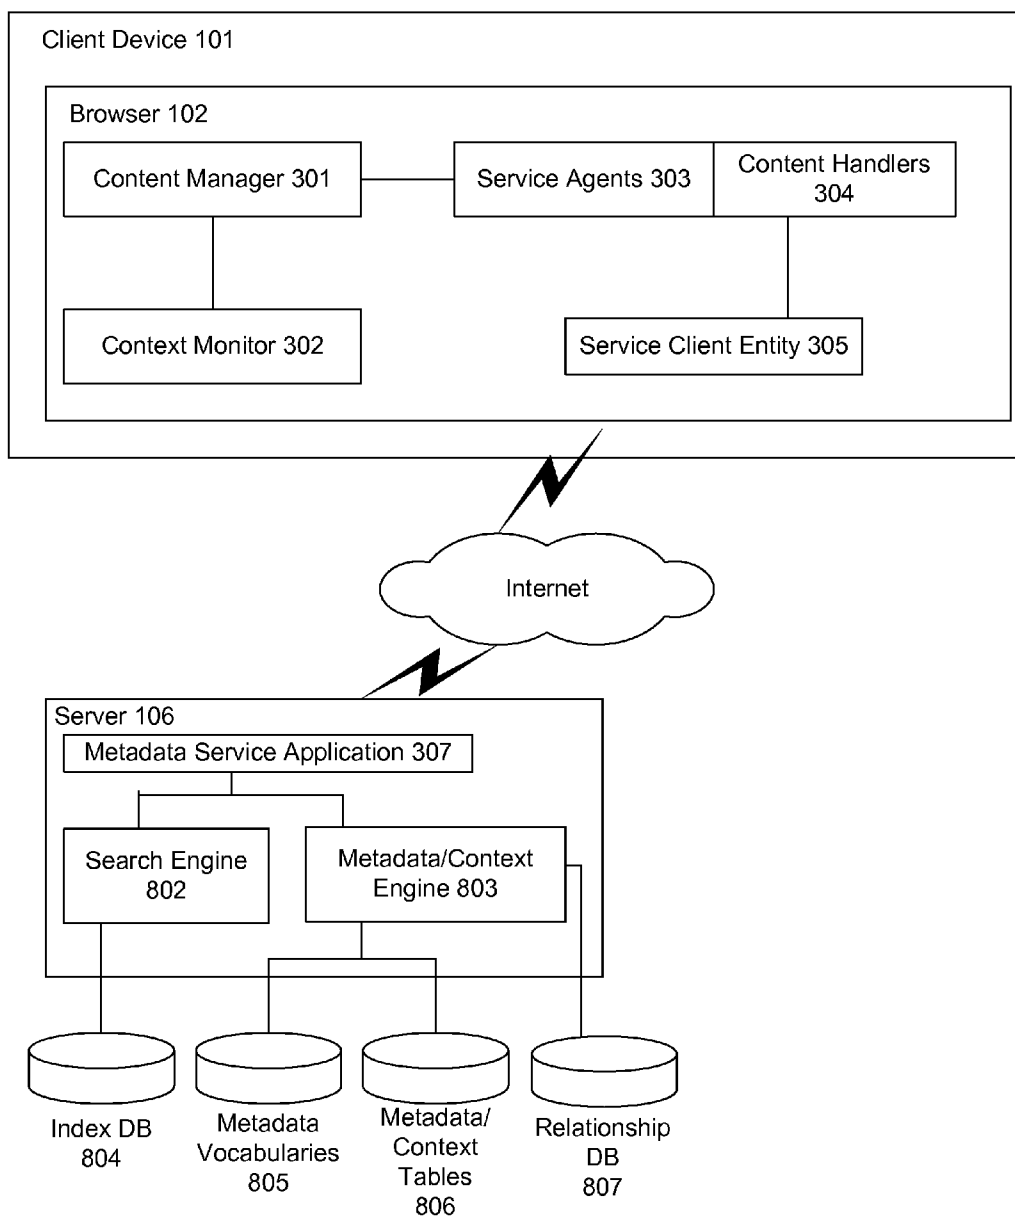 Client Device 101
Browser 102
Content Manager 301
Service Agents 303
Content Handlers
304
Context Monitor 302
Service Client Entity 305
Internet
Server 106
Metadada Service Application 307
Search Engine
802
Metadata/Context
Engine 803
Index DB
804
Metadata
Vocabularies
805
Metadata/
Context
Tables
806
Relationship
DB
807